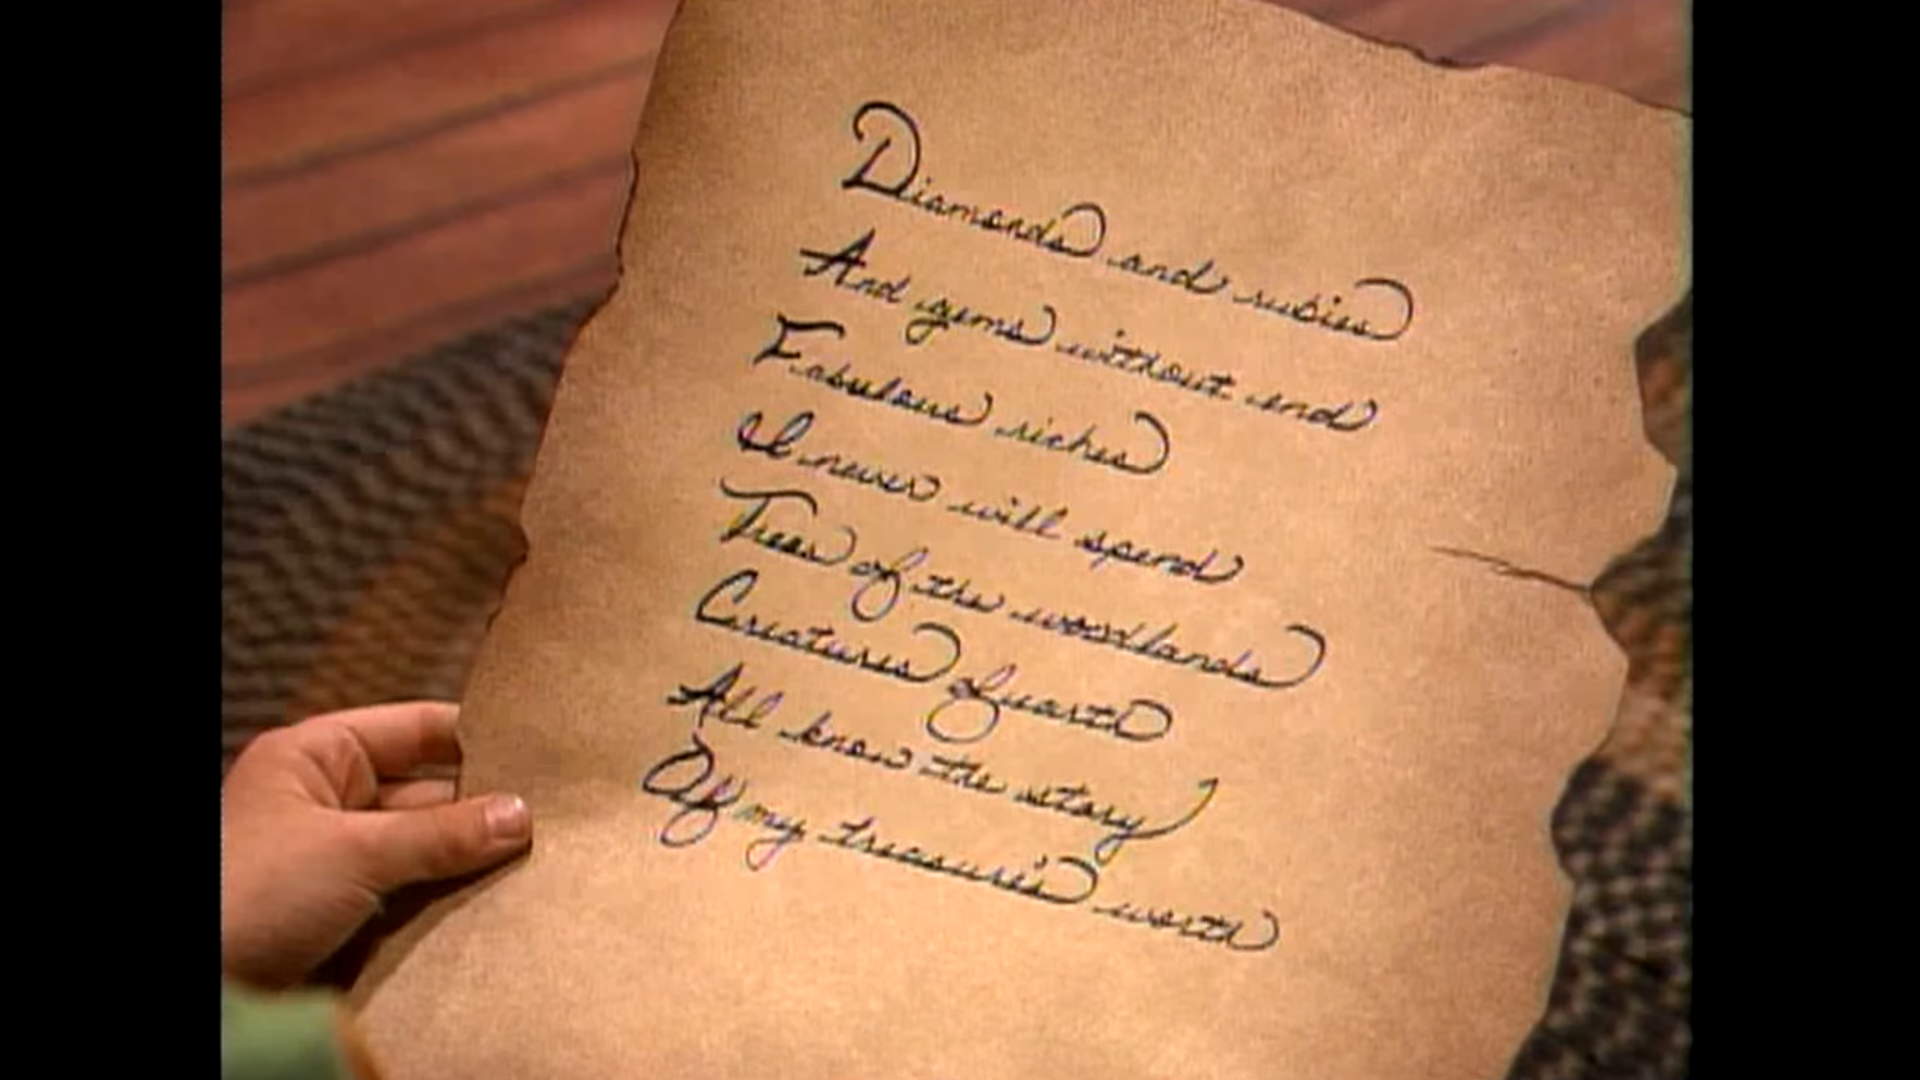 Diamonds and rubies
And gems without end
Fabulous riches
I never will spend
Trees of the woodlands
Creatures of earth
All know the story
Of my treasures worth